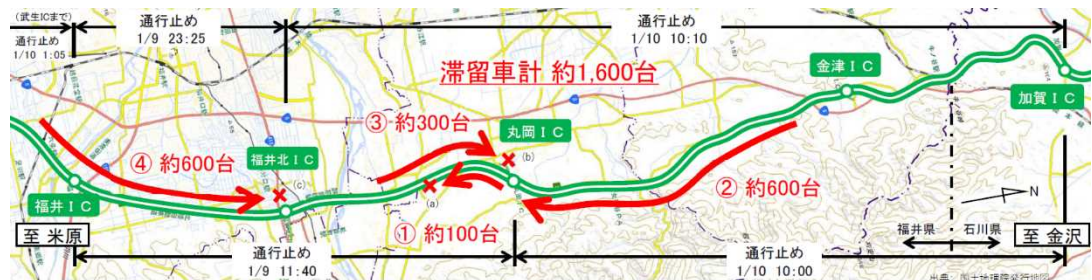 (武生ICまで)
通行止め
1/10 1:05
通行止め
1/9 23:25
通行止め
1/10 10:10
滞留車計 約1,600台
金津IC
加賀IC
③ 約300台
丸岡IC
(b)
④ 約600台
福井北IC
(c)
(a)
② 約600台
福井IC
① 約100台
N
至 米原
福井県
石川県
至 金沢
通行止め
1/9 11:40
通行止め
1/10 10:00
出典：国土地理院発行地図